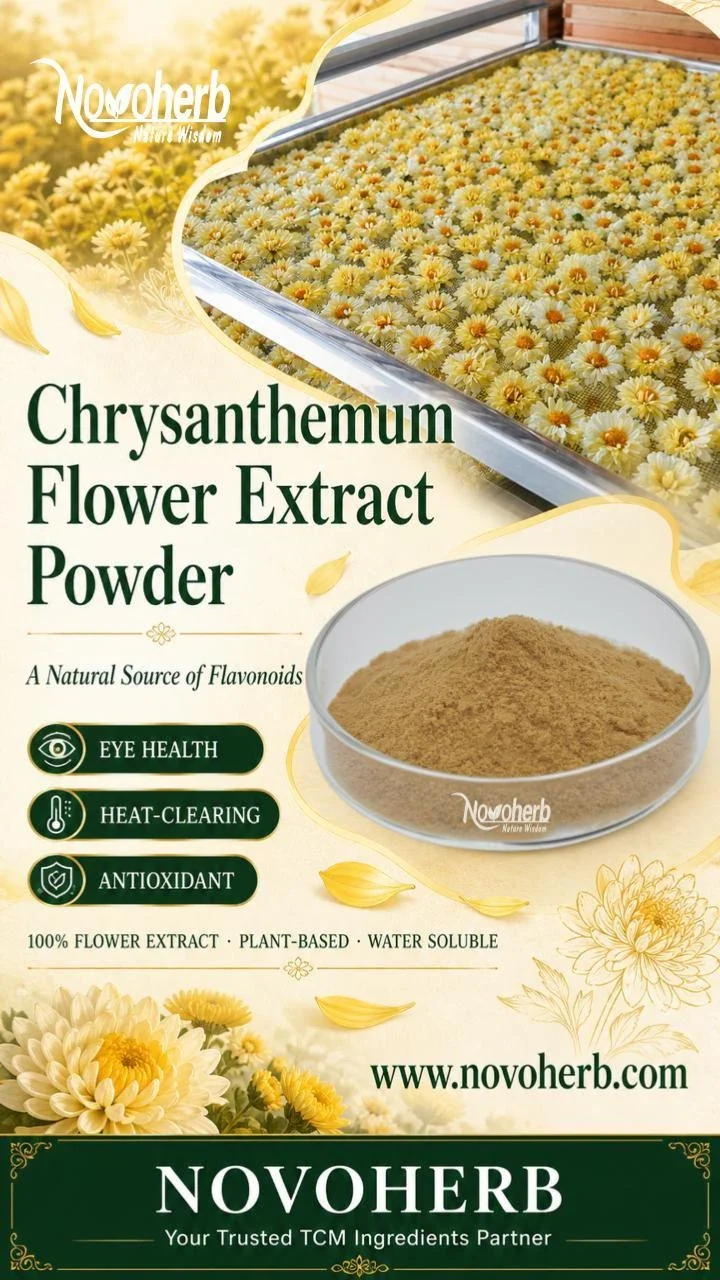 Novoherb
Nature Wisdom
Chrysanthemum
Flower Extract
Powder
A Natural Source of Flavonoids
EYE HEALTH
HEAT-CLEARING
ANTIOXIDANT
Novoherb
Nature Wisdom
100% FLOWER EXTRACT · PLANT-BASED · WATER SOLUBLE
www.novoherb.com
NOVOHERB
Your Trusted TCM Ingredients Partner